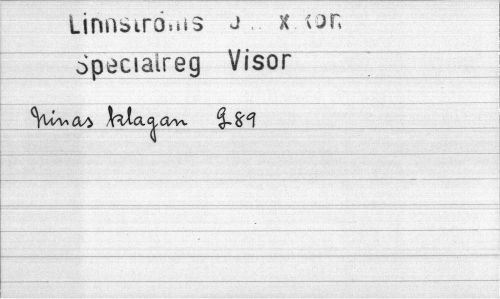 Linnströms
Specialreg Visor
Ninas klagan G89